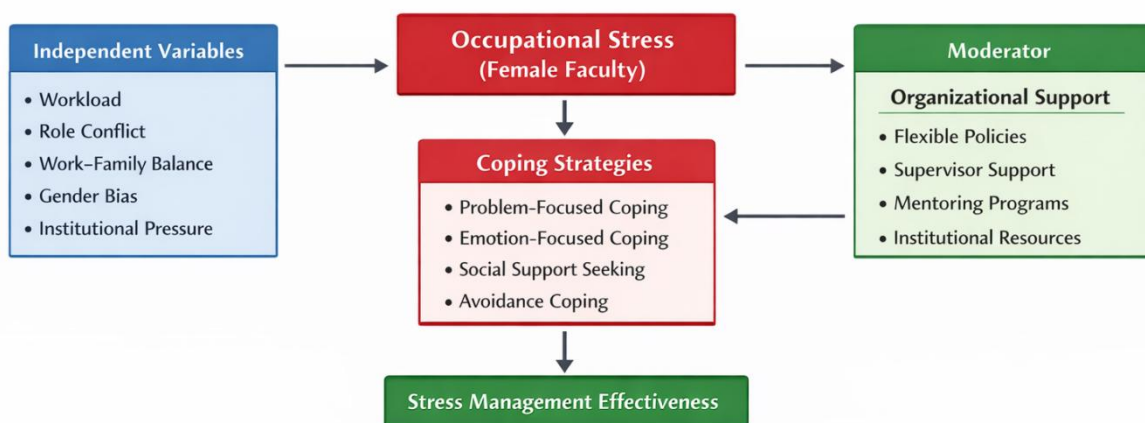 Independent Variables
• Workload
• Role Conflict
• Work–Family Balance
• Gender Bias
• Institutional Pressure
Occupational Stress
(Female Faculty)
Coping Strategies
• Problem-Focused Coping
• Emotion-Focused Coping
• Social Support Seeking
• Avoidance Coping
Moderator
Organizational Support
• Flexible Policies
• Supervisor Support
• Mentoring Programs
• Institutional Resources
Stress Management Effectiveness